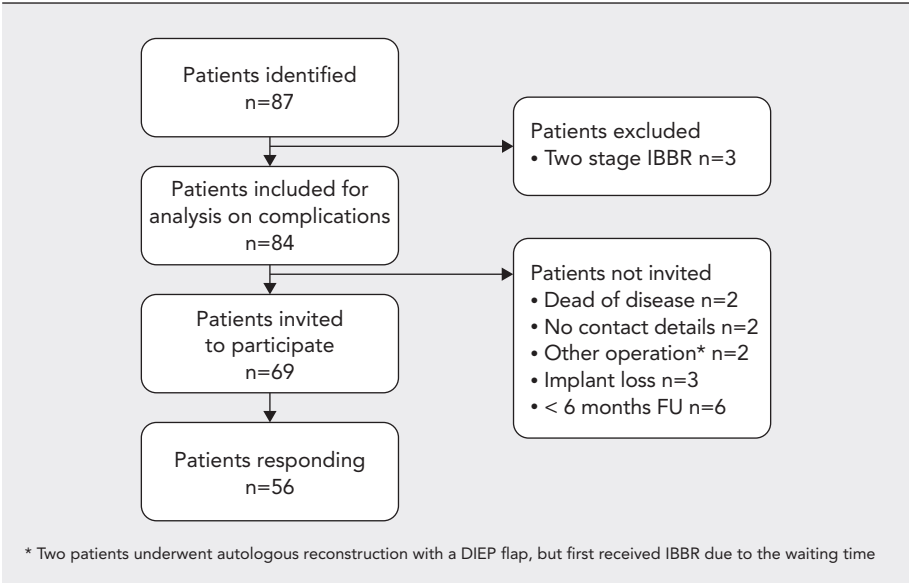 Patients identified
n=87
Patients excluded
• Two stage IBBR n=3
Patients included for
analysis on complications
n=84
Patients not invited
• Dead of disease n=2
• No contact details n=2
• Other operation* n=2
• Implant loss n=3
• < 6 months FU n=6
Patients invited
to participate
n=69
Patients responding
n=56
* Two patients underwent autologous reconstruction with a DIEP flap, but first received IBBR due to the waiting time